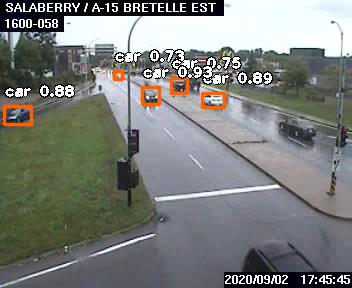 SALABERRY / A-15 BRETELLE EST
1600-058
car 0.73
car 0.75
car 0.93
car 0.89
car 0.88
2020/09/02 17:45:45